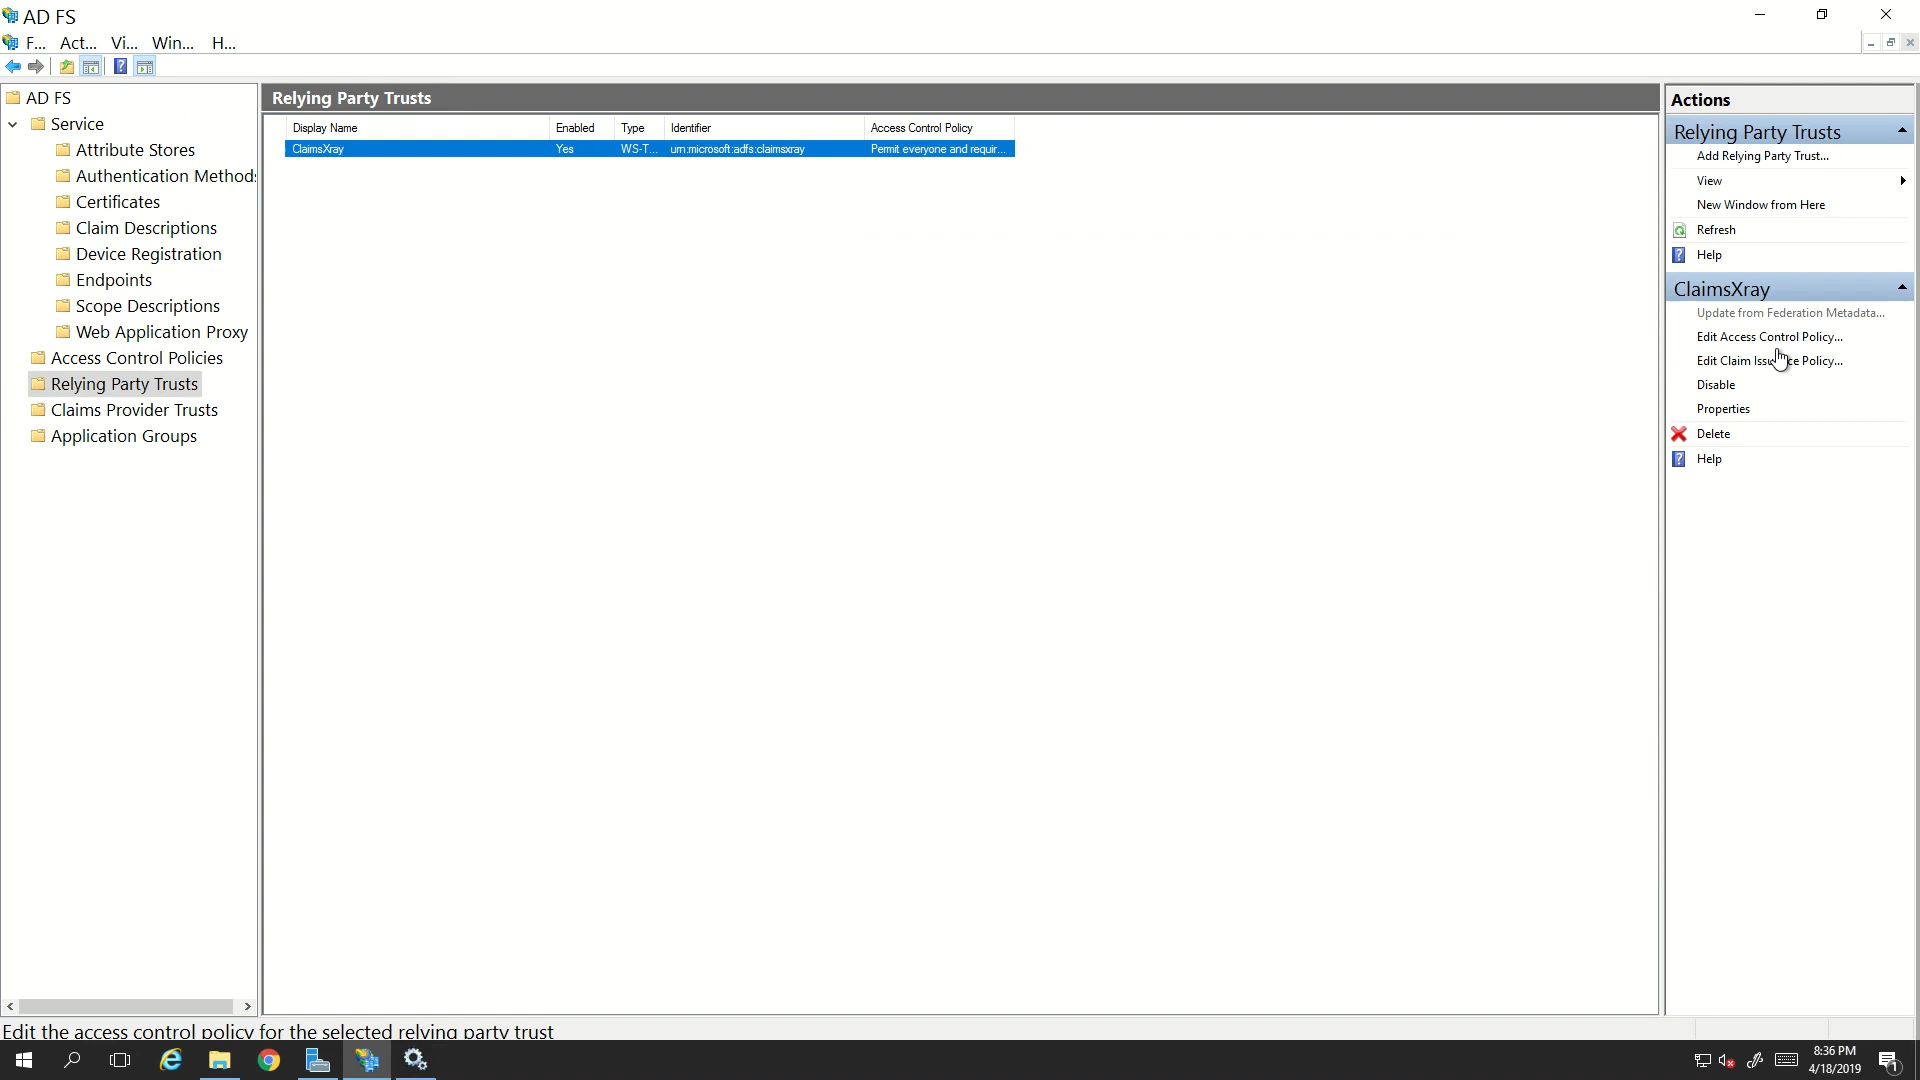 AD FS
F... Act... Vi... Win... H...
AD FS
Service
Attribute Stores
Authentication Method
Certificates
Claim Descriptions
Device Registration
Endpoints
Scope Descriptions
Web Application Proxy
Access Control Policies
Relying Party Trusts
Claims Provider Trusts
Application Groups
Relying Party Trusts
Display Name Enabled Type Identifier Access Control Policy
ClaimsXray Yes WS-T... urn:microsoft:adfs:claimsxray Permit everyone and requir...
Actions
Relying Party Trusts
Add Relying Party Trust...
View
New Window from Here
Refresh
Help
ClaimsXray
Update from Federation Metadata...
Edit Access Control Policy...
Edit Claim Issuance Policy...
Disable
Properties
Delete
Help
Edit the access control policy for the selected relying party trust
8:36 PM
4/18/2019
1